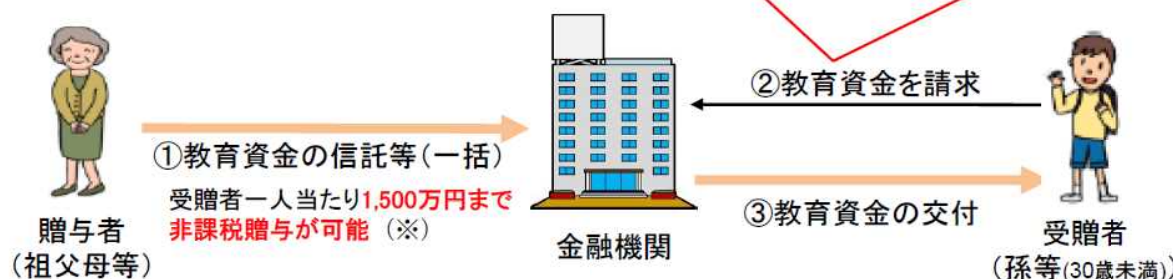 ②教育資金を請求
①教育資金の信託等(一括)
受贈者一人当たり1,500万円まで
非課税贈与が可能 (※)
③教育資金の交付
贈与者
(祖父母等)
金融機関
受贈者
(孫等(30歳未満))